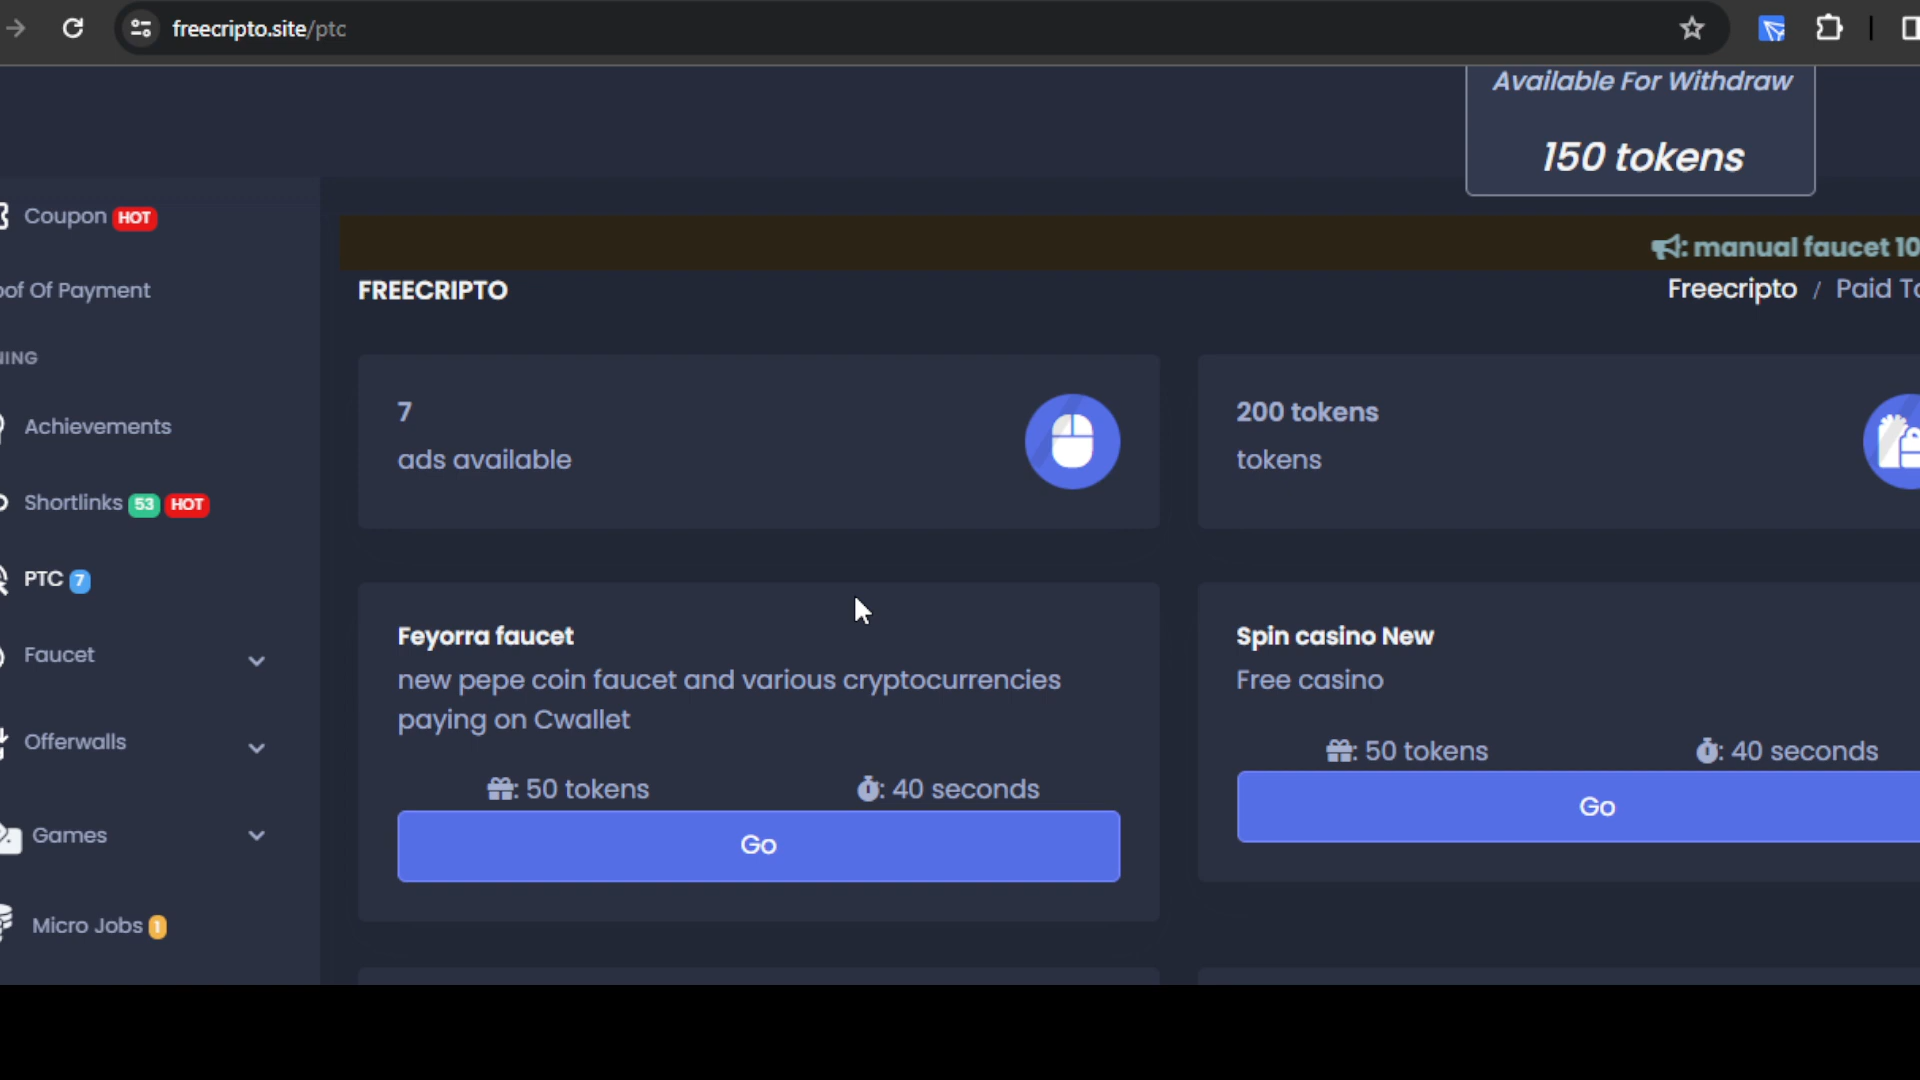 freecripto.site/ptc
Available For Withdraw
150 tokens
Coupon HOT
of Of Payment
Achievements
Shortlinks 53 HOT
PTC 7
Faucet
Offerwalls
Games
Micro Jobs 1
: manual faucet 10
FREECRIPTO
Freecripto / Paid
7
ads available
200 tokens
tokens
Feyorra faucet
new pepe coin faucet and various cryptocurrencies
paying on Cwallet
: 50 tokens : 40 seconds
Go
Spin casino New
Free casino
: 50 tokens : 40 seconds
Go